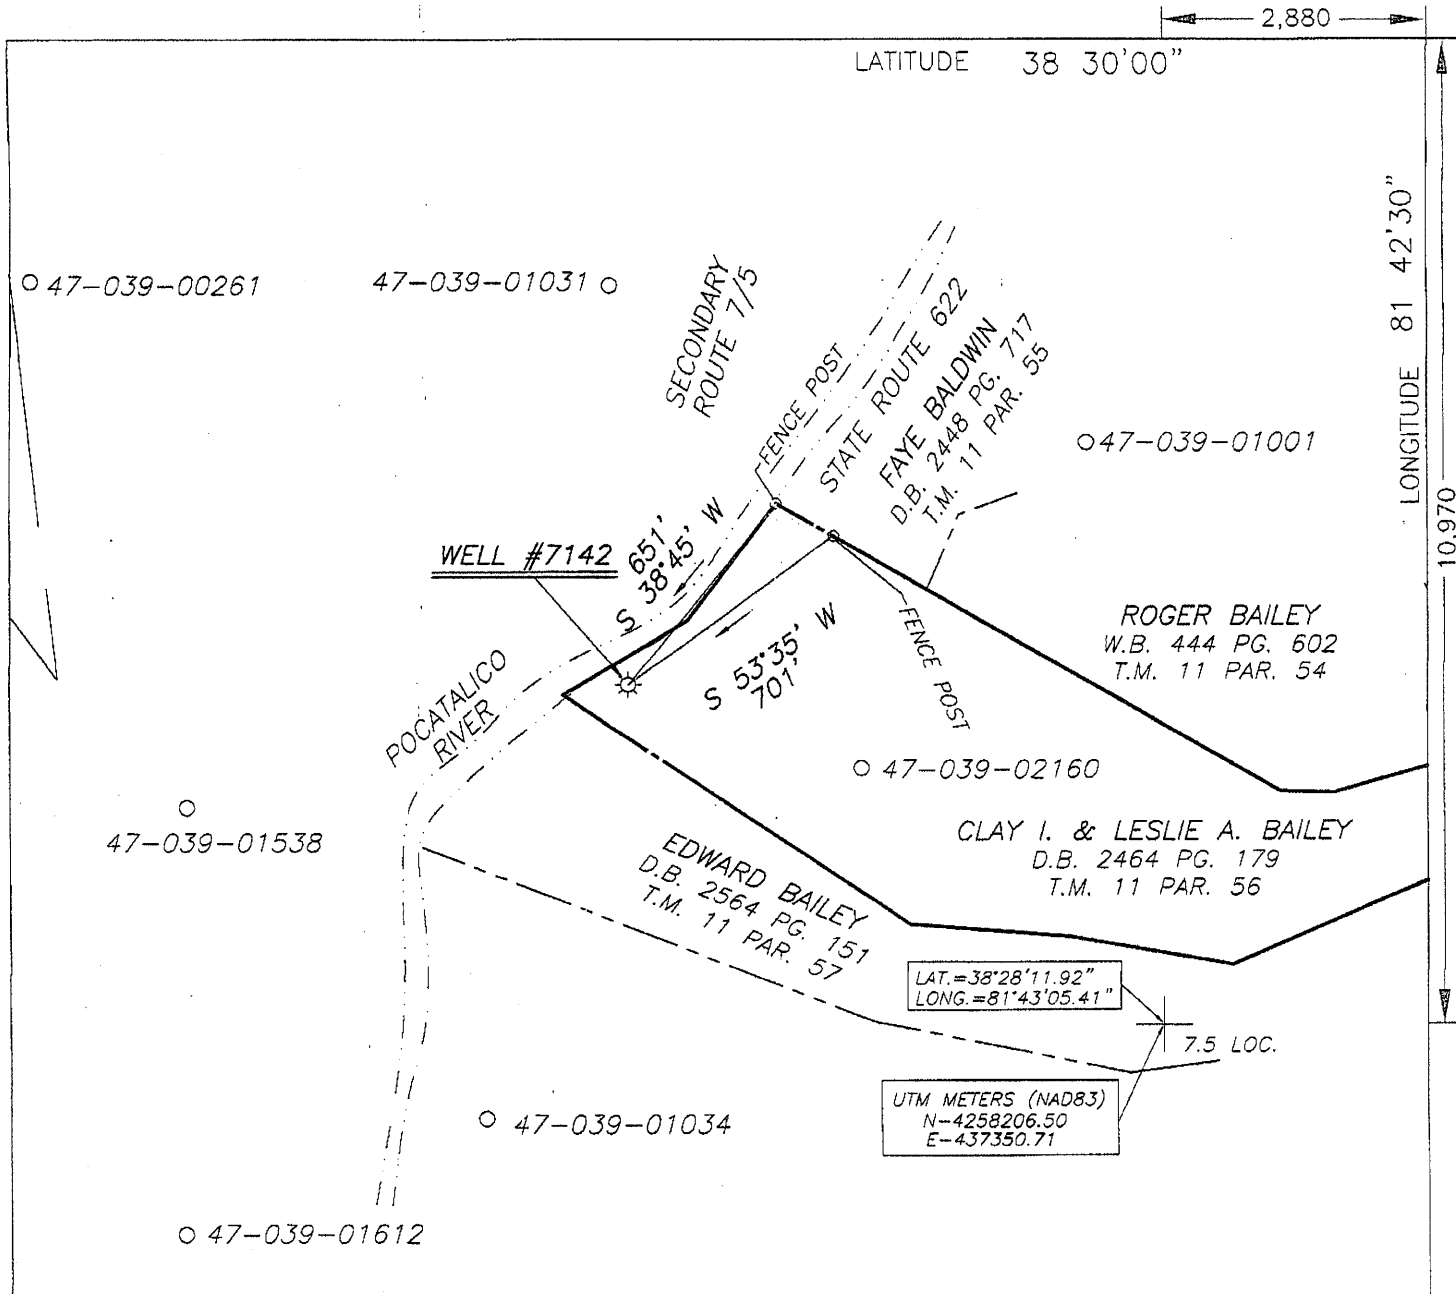 2,880
LATITUDE 38 30'00"
LONGITUDE 81 42'30"
10,970
47-039-00261
47-039-01031
SECONDARY
ROUTE 7/5
FENCE POST
STATE ROUTE 622
FAYE BALDWIN
D.B. 2448 PG. 717
T.M. 11 PAR. 55
47-039-01001
WELL #7142
651'
S 38°45' W
S 53°35' W
701'
FENCE POST
ROGER BAILEY
W.B. 444 PG. 602
T.M. 11 PAR. 54
POCATALICO
RIVER
47-039-02160
47-039-01538
CLAY I. & LESLIE A. BAILEY
D.B. 2464 PG. 179
T.M. 11 PAR. 56
EDWARD BAILEY
D.B. 2564 PG. 151
T.M. 11 PAR. 57
LAT.=38°28'11.92"
LONG.=81°43'05.41"
7.5 LOC.
UTM METERS (NAD83)
N-4258206.50
E-437350.71
47-039-01034
47-039-01612